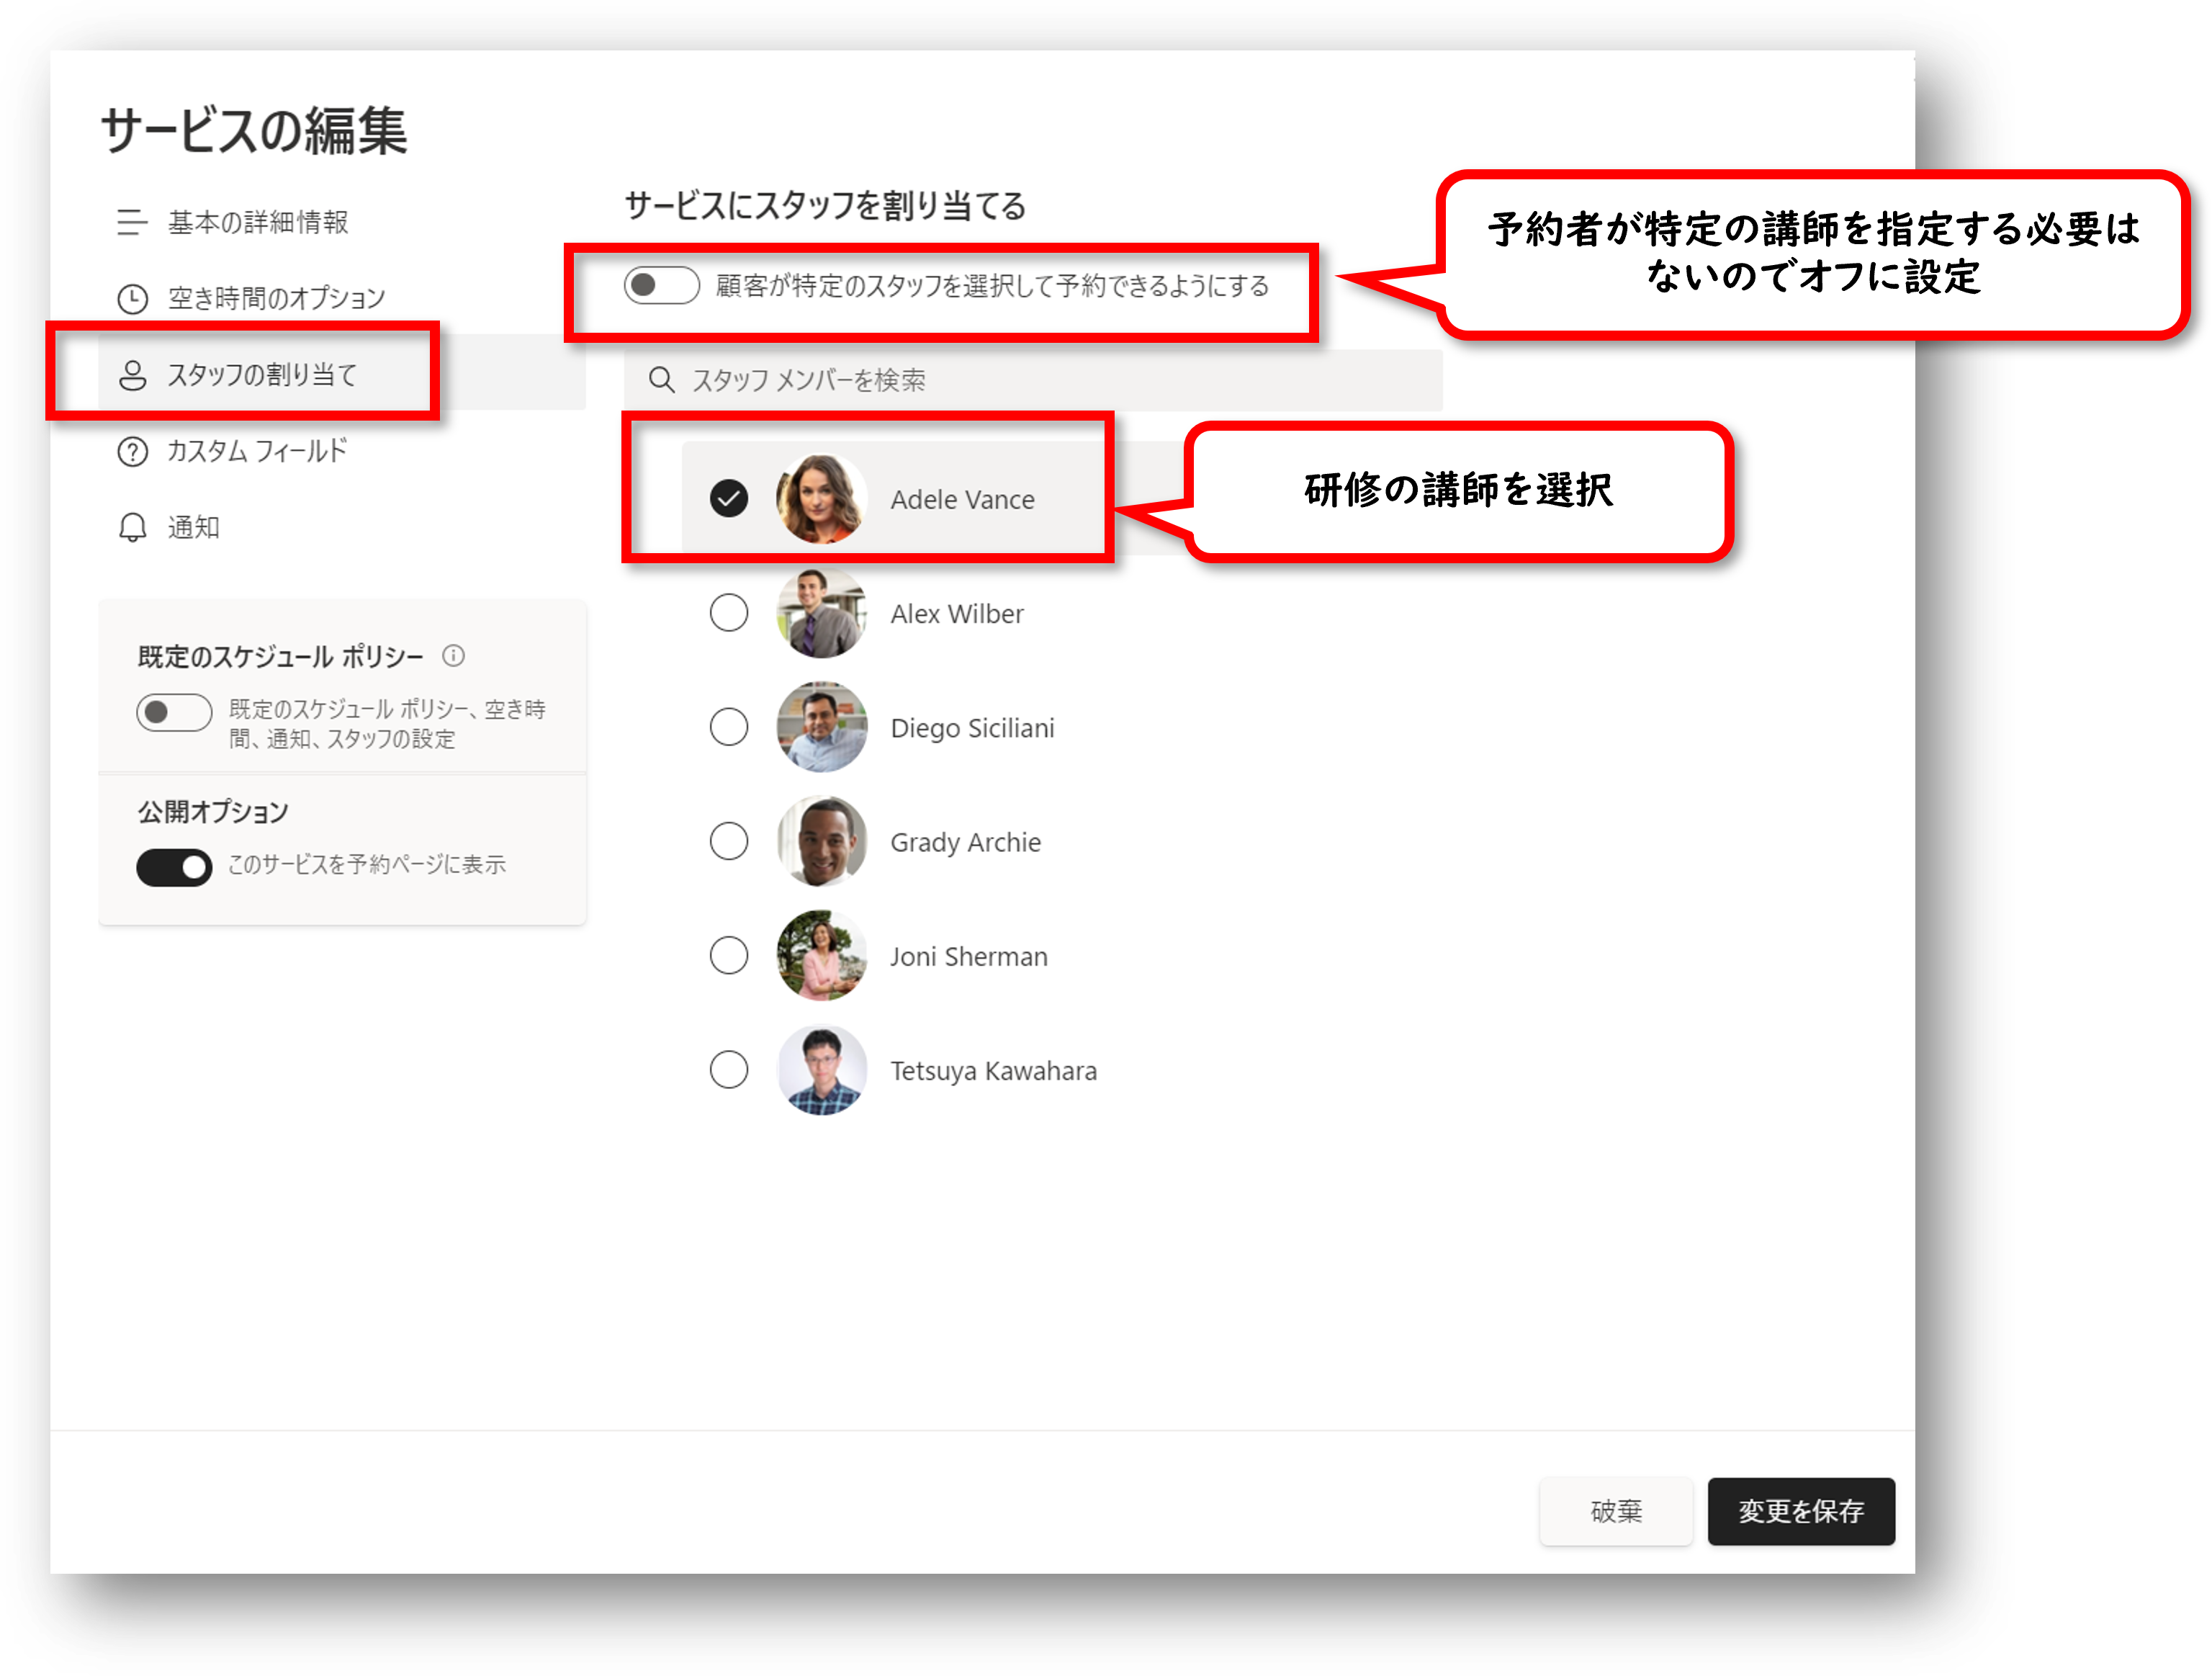 サービスの編集
基本の詳細情報
空き時間のオプション
スタッフの割り当て
カスタム フィールド
通知
既定のスケジュール ポリシー
既定のスケジュール ポリシー、空き時
間、通知、スタッフの設定
公開オプション
このサービスを予約ページに表示
サービスにスタッフを割り当てる
顧客が特定のスタッフを選択して予約できるようにする
予約者が特定の講師を指定する必要は
ないのでオフに設定
スタッフ メンバーを検索
Adele Vance
研修の講師を選択
Alex Wilber
Diego Siciliani
Grady Archie
Joni Sherman
Tetsuya Kawahara
破棄
変更を保存